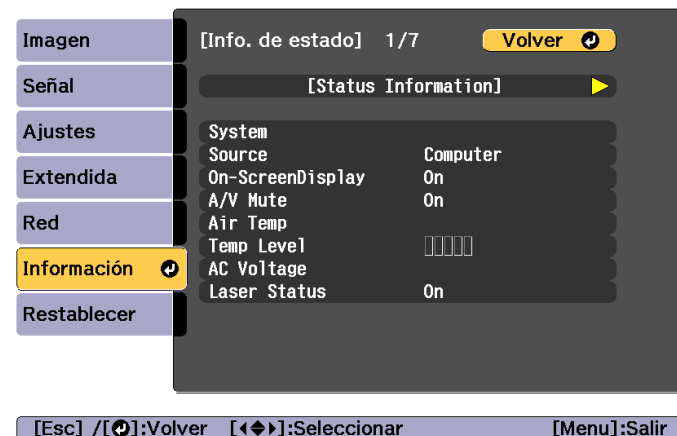 Imagen
Señal
Ajustes
Extendida
Red
Información
Restablecer
[Info. de estado] 1/7 Volver
[Status Information]
System
Source Computer
On-ScreenDisplay On
A/V Mute On
Air Temp
Temp Level
AC Voltage
Laser Status On
[Esc] /[ ]:Volver [ ]:Seleccionar [Menu]:Salir